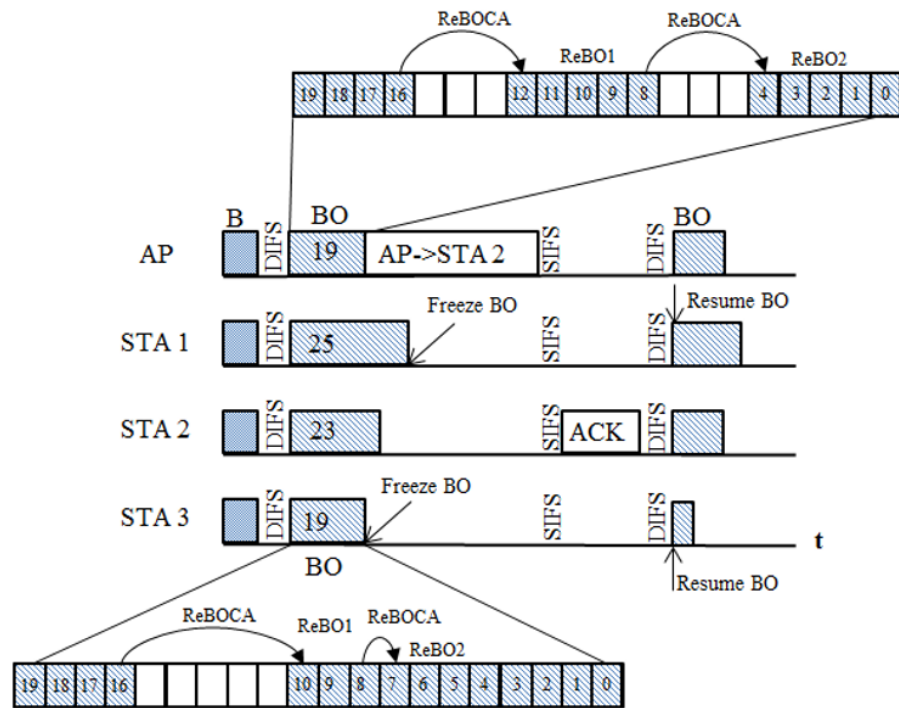 ReBOCA ReBOCA
ReBO1 ReBO2
19 18 17 16 12 11 10 9 8 4 3 2 1 0
B DIFS BO DIFS BO
AP 19 AP->STA 2 SIFS
Freeze BO Resume BO
STA 1 DIFS 25 SIFS DIFS
STA 2 DIFS 23 SIFS ACK DIFS
Freeze BO
STA 3 DIFS 19 SIFS DIFS t
BO
Resume BO
ReBOCA ReBO1 ReBOCA
ReBO2
19 18 17 16 10 9 8 7 6 5 4 3 2 1 0